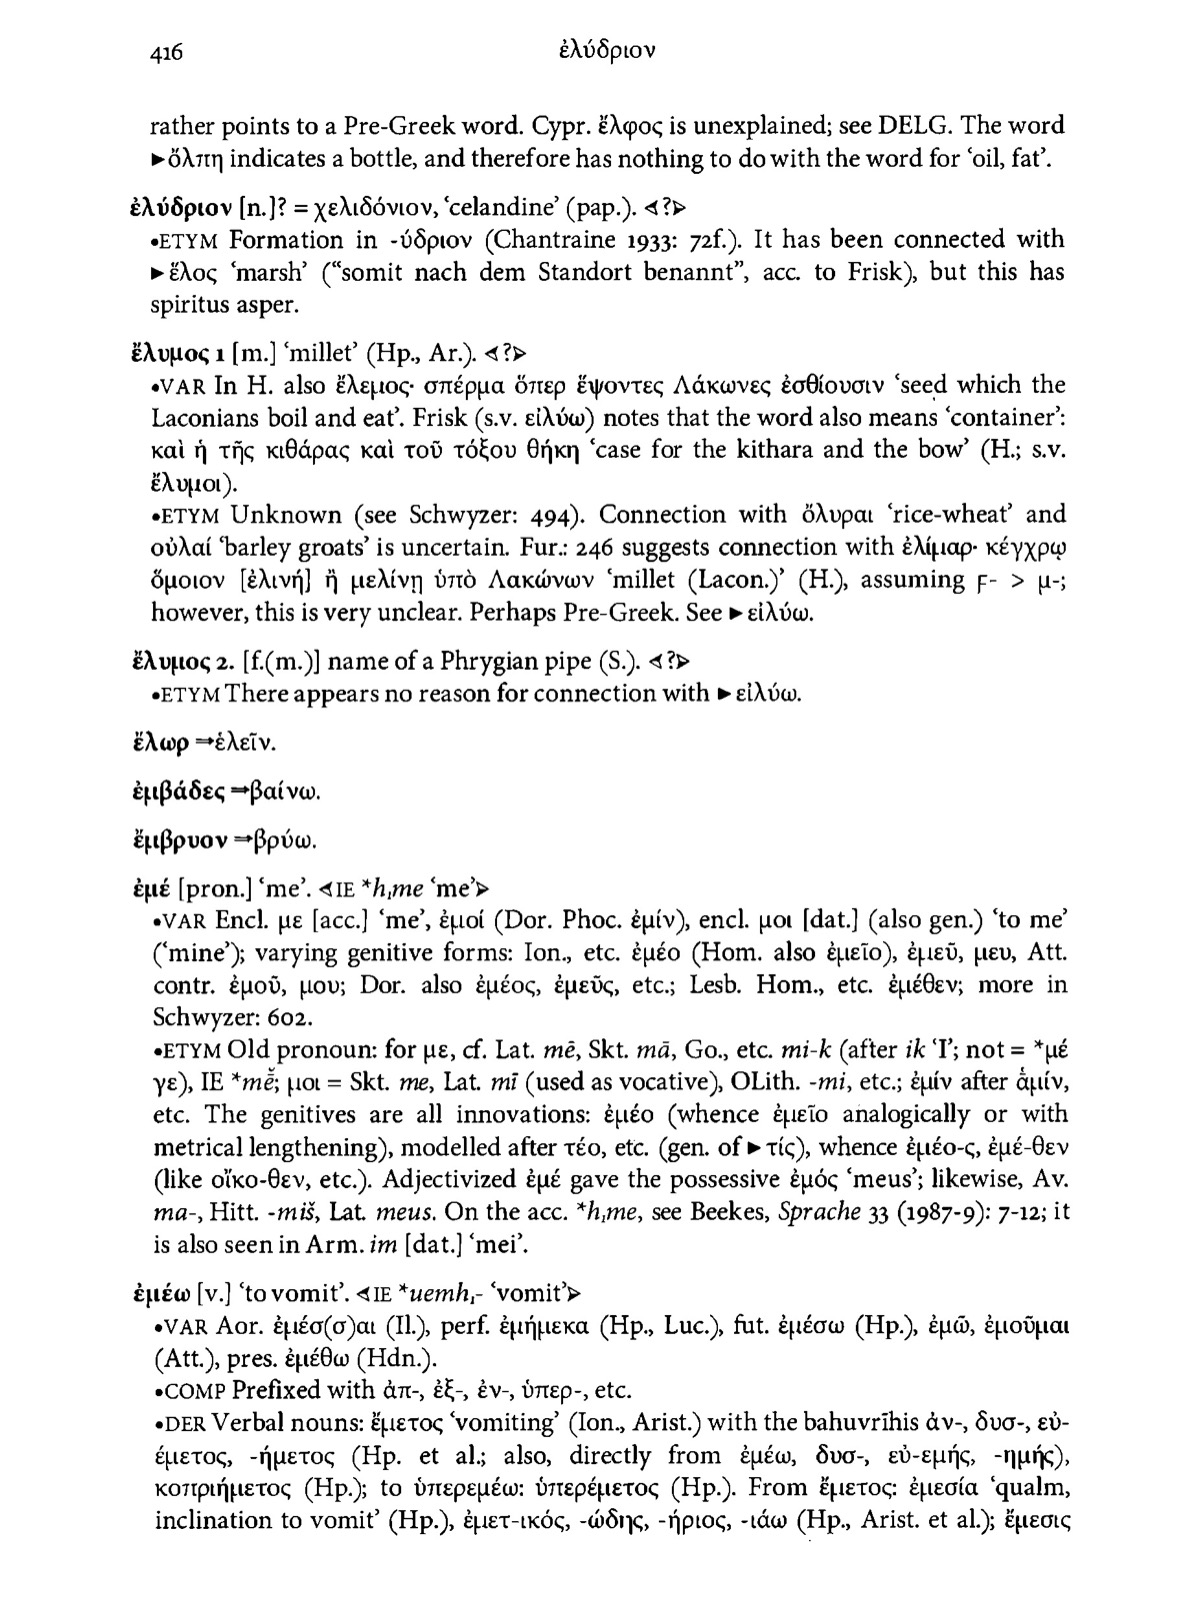 416 ἐλύδριον
rather points to a Pre-Greek word. Cypr. ἔλφος is unexplained; see DELG. The word
►ὄλπη indicates a bottle, and therefore has nothing to do with the word for ‘oil, fat’.
ἐλύδριον [n.]? = χελιδόνιον, ‘celandine’ (pap.). ⊲?⊳
•ETYM Formation in -ύδριον (Chantraine 1933: 72f.). It has been connected with
►ἕλος ‘marsh’ (“somit nach dem Standort benannt”, acc. to Frisk), but this has
spiritus asper.
ἔλυμος 1 [m.] ‘millet’ (Hp., Ar.). ⊲?⊳
•VAR In H. also ἔλεμος· σπέρμα ὅπερ ἕψοντες Λάκωνες ἐσθίουσιν ‘seed which the
Laconians boil and eat’. Frisk (s.v. εἰλύω) notes that the word also means ‘container’:
καὶ ἡ τῆς κιθάρας καὶ τοῦ τόξου θήκη ‘case for the kithara and the bow’ (H.; s.v.
ἔλυμοι).
•ETYM Unknown (see Schwyzer: 494). Connection with ὄλυραι ‘rice-wheat’ and
οὐλαί ‘barley groats’ is uncertain. Fur.: 246 suggests connection with ἐλίμαρ· κέγχρῳ
ὅμοιον [ἐλινή] ἢ μελίνῃ ὑπὸ Λακώνων ‘millet (Lacon.)’ (H.), assuming ϝ- > μ-;
however, this is very unclear. Perhaps Pre-Greek. See ►εἰλύω.
ἔλυμος 2. [f.(m.)] name of a Phrygian pipe (S.). ⊲?⊳
•ETYM There appears no reason for connection with ►εἰλύω.
ἕλωρ ⇒ἑλεῖν.
ἐμβάδες ⇒βαίνω.
ἔμβρυον ⇒βρύω.
ἐμέ [pron.] ‘me’. ⊲IE *h₁me ‘me’⊳
•VAR Encl. με [acc.] ‘me’, ἐμοί (Dor. Phoc. ἐμίν), encl. μοι [dat.] (also gen.) ‘to me’
(‘mine’); varying genitive forms: Ion., etc. ἐμέο (Hom. also ἐμεῖο), ἐμεῦ, μευ, Att.
contr. ἐμοῦ, μου; Dor. also ἐμέος, ἐμεῦς, etc.; Lesb. Hom., etc. ἐμέθεν; more in
Schwyzer: 602.
•ETYM Old pronoun: for με, cf. Lat. mē, Skt. mā, Go., etc. mi-k (after ik ‘I’; not = *μέ
γε), IE *mē̆; μοι = Skt. me, Lat. mī (used as vocative), OLith. -mi, etc.; ἐμίν after ἁ̄μίν,
etc. The genitives are all innovations: ἐμέο (whence ἐμεῖο analogically or with
metrical lengthening), modelled after τέο, etc. (gen. of ►τίς), whence ἐμέο-ς, ἐμέ-θεν
(like οἴκο-θεν, etc.). Adjectivized ἐμέ gave the possessive ἐμός ‘meus’; likewise, Av.
ma-, Hitt. -miš, Lat. meus. On the acc. *h₁me, see Beekes, Sprache 33 (1987-9): 7-12; it
is also seen in Arm. im [dat.] ‘mei’.
ἐμέω [v.] ‘to vomit’. ⊲IE *uemh₁- ‘vomit’⊳
•VAR Aor. ἐμέσ(σ)αι (Il.), perf. ἐμήμεκα (Hp., Luc.), fut. ἐμέσω (Hp.), ἐμῶ, ἐμοῦμαι
(Att.), pres. ἐμέθω (Hdn.).
•COMP Prefixed with ἀπ-, ἐξ-, ἐν-, ὑπερ-, etc.
•DER Verbal nouns: ἔμετος ‘vomiting’ (Ion., Arist.) with the bahuvrīhis ἀν-, δυσ-, εὐ-
έμετος, -ήμετος (Hp. et al.; also, directly from ἐμέω, δυσ-, εὐ-εμής, -ημής),
κοπριήμετος (Hp.); to ὑπερεμέω: ὑπερέμετος (Hp.). From ἔμετος: ἐμεσία ‘qualm,
inclination to vomit’ (Hp.), ἐμετ-ικός, -ώδης, -ήριος, -ιάω (Hp., Arist. et al.); ἔμεσις